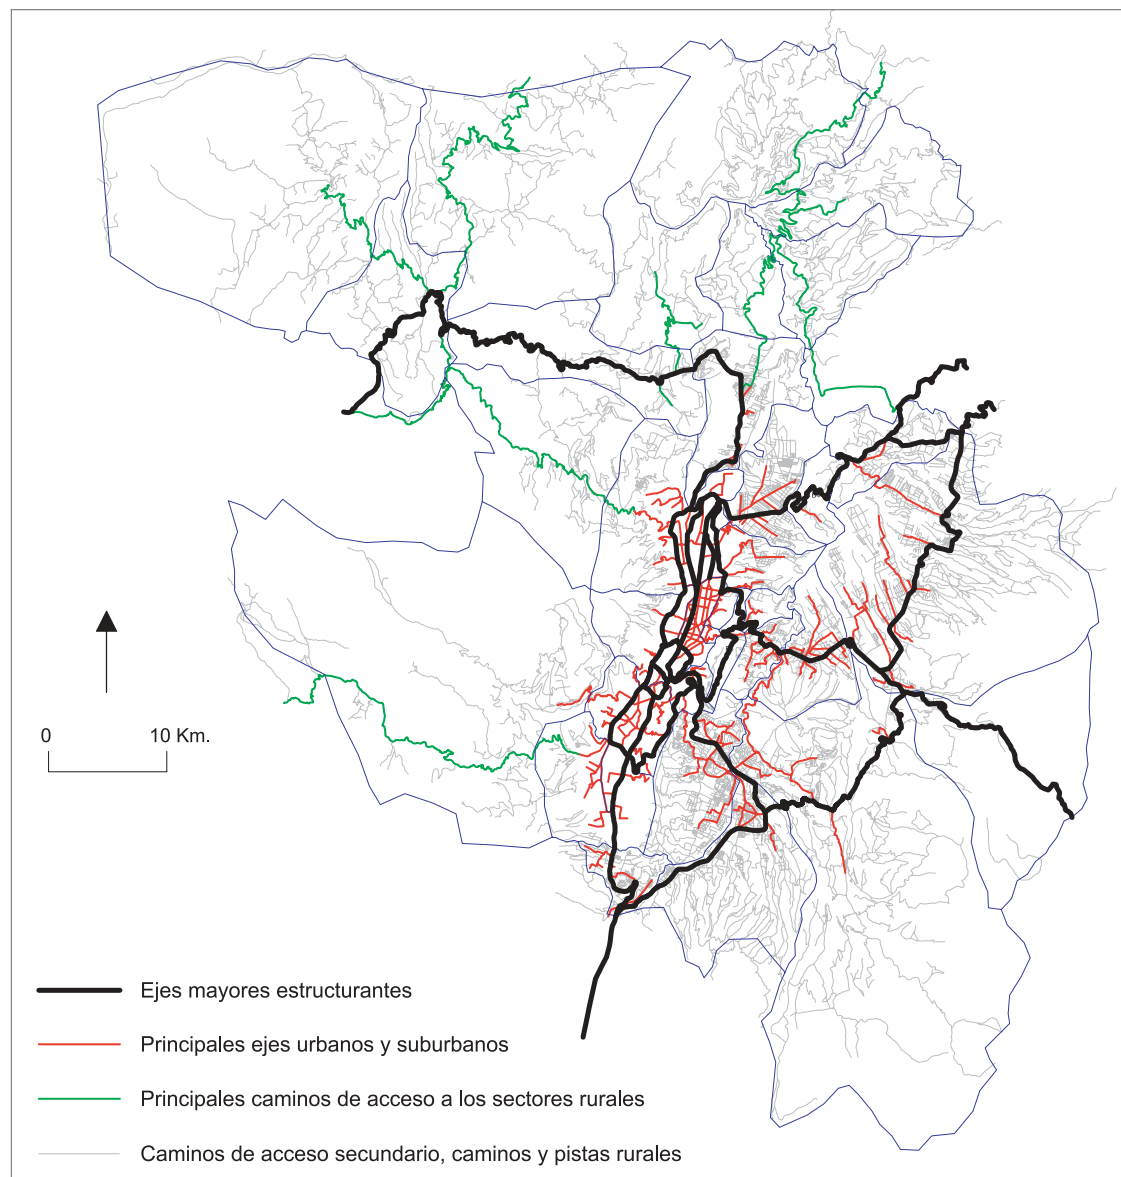 0 10 Km.
Ejes mayores estructurantes
Principales ejes urbanos y suburbanos
Principales caminos de acceso a los sectores rurales
Caminos de acceso secundario, caminos y pistas rurales